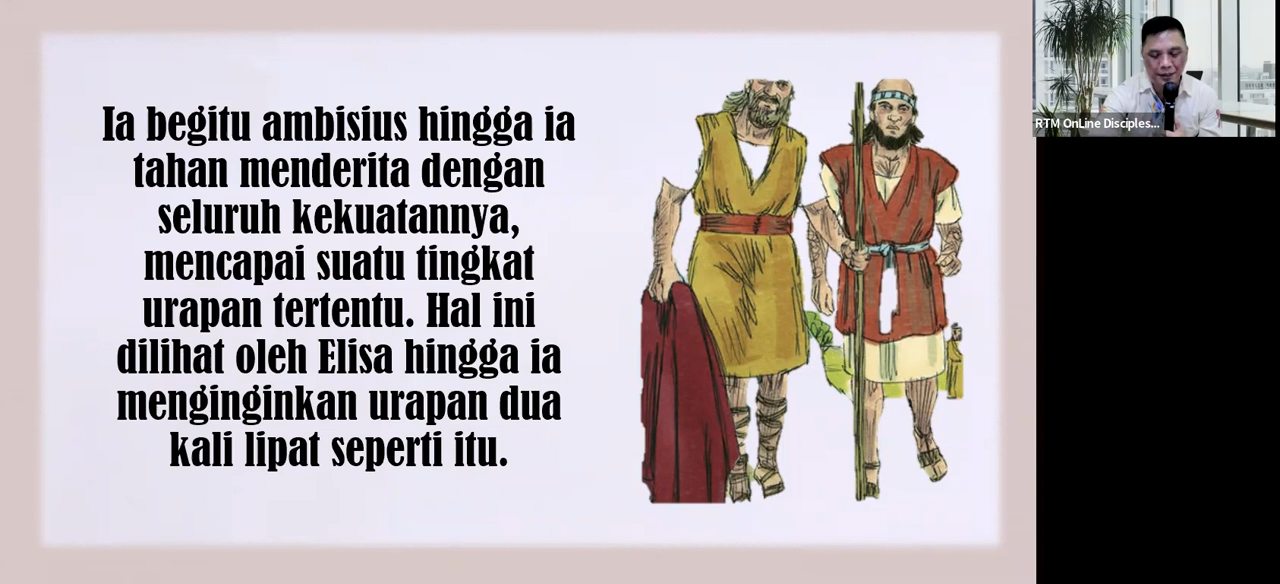 Ia begitu ambisius hingga ia
tahan menderita dengan
seluruh kekuatannya,
mencapai suatu tingkat
urapan tertentu. Hal ini
dilihat oleh Elisa hingga ia
menginginkan urapan dua
kali lipat seperti itu.
RTM OnLine Disciples...